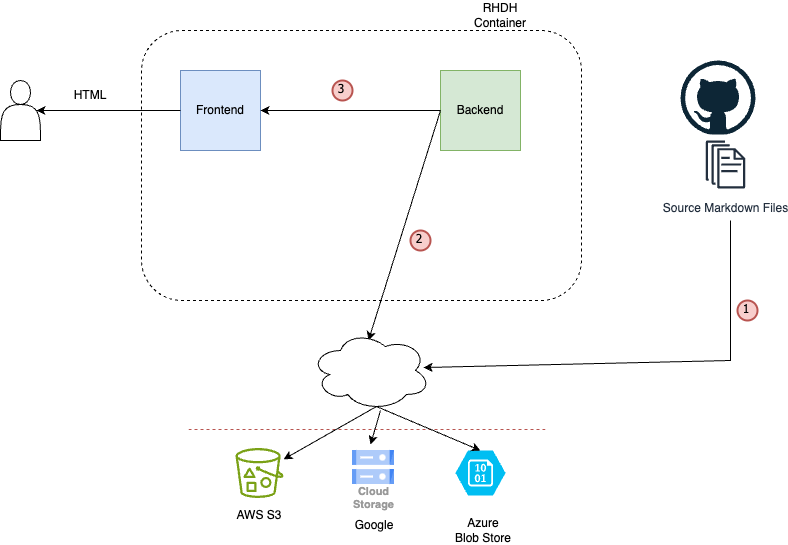 RHDH
Container
HTML
Frontend
3
Backend
2
Source Markdown Files
1
10
01
Cloud
Storage
AWS S3
Google
Azure
Blob Store